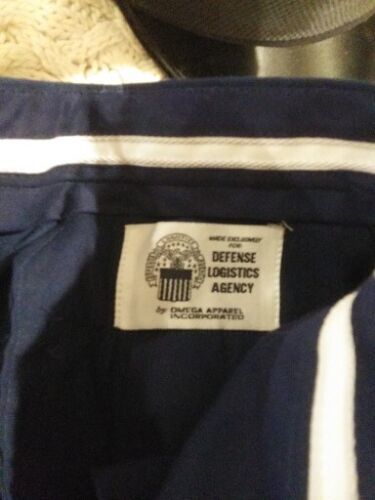 MADE EXCLUSIVELY
FOR
DEFENSE
LOGISTICS
AGENCY
by OMEGA APPAREL
INCORPORATED